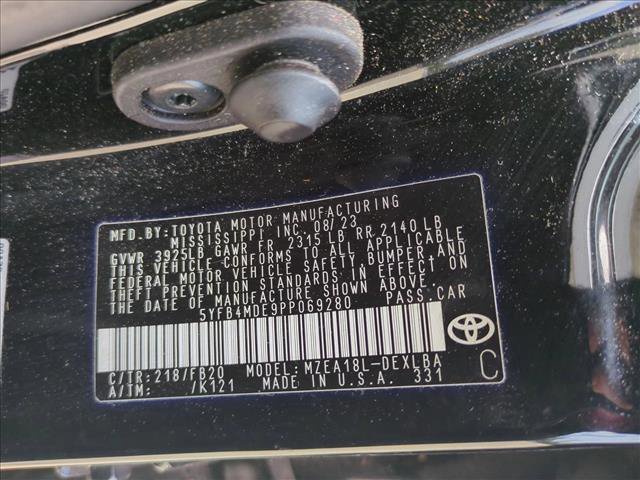 MFD.BY:TOYOTA MOTOR MANUFACTURING
MISSISSIPPI INC. 08/23
GVWR 3925LB GAWR FR 2315 LB RR 2140 LB
THIS VEHICLE CONFORMS TO ALL APPLICABLE
FEDERAL MOTOR VEHICLE SAFETY, BUMPER AND
THEFT PREVENTION STANDARDS IN EFFECT ON
THE DATE OF MANUFACTURE SHOWN ABOVE.
5YFB4MDE9PP069280 PASS.CAR
C/TR:218/FB20 MODEL:MZEA18L-DEXLBA
A/TM: /K121 MADE IN U.S.A. 331
C